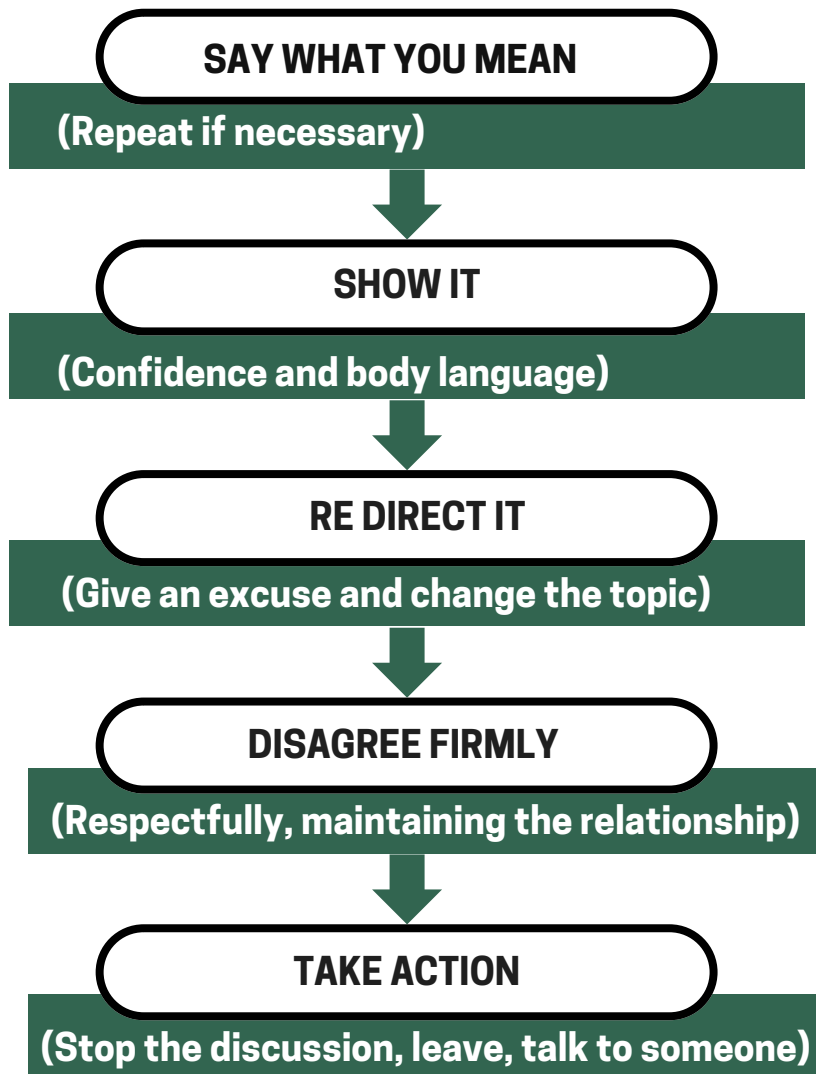 SAY WHAT YOU MEAN
(Repeat if necessary)
SHOW IT
(Confidence and body language)
RE DIRECT IT
(Give an excuse and change the topic)
DISAGREE FIRMLY
(Respectfully, maintaining the relationship)
TAKE ACTION
(Stop the discussion, leave, talk to someone)